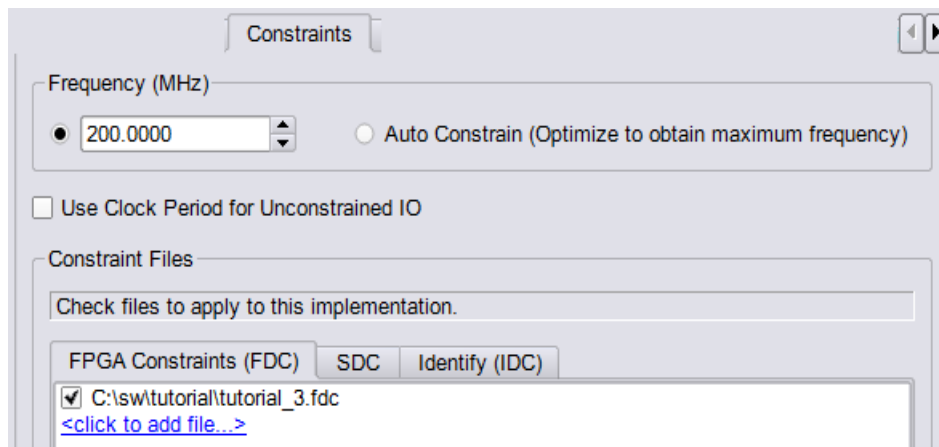 Constraints
Frequency (MHz)
200.0000 Auto Constrain (Optimize to obtain maximum frequency)
Use Clock Period for Unconstrained IO
Constraint Files
Check files to apply to this implementation.
FPGA Constraints (FDC) SDC Identify (IDC)
C:\sw\tutorial\tutorial_3.fdc
<click to add file...>